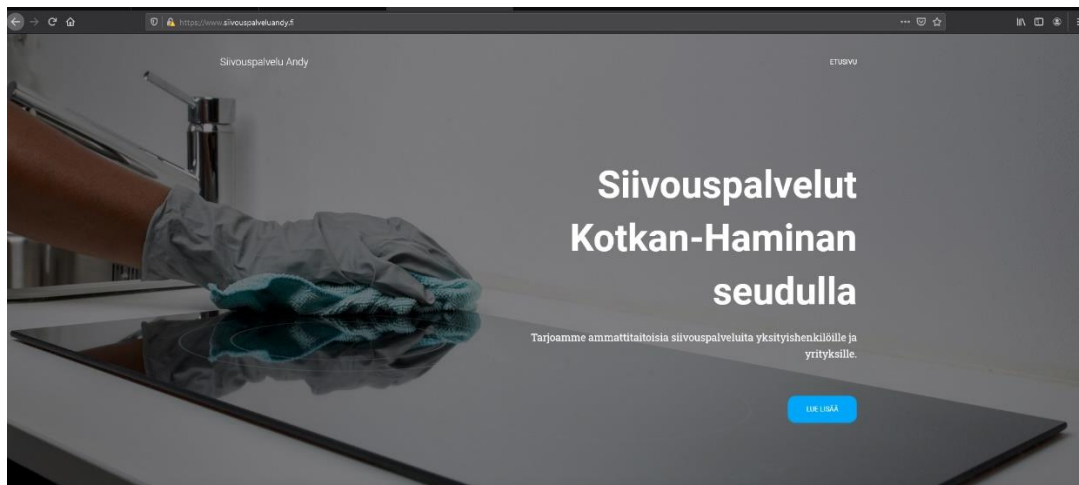 https://www.siivouspalveluandy.fi
Siivouspalvelu Andy
ETUSIVU
Siivouspalvelut
Kotkan-Haminan
seudulla
Tarjoamme ammattitaitoisia siivouspalveluita yksityishenkilöille ja
yrityksille.
LUE LISÄÄ